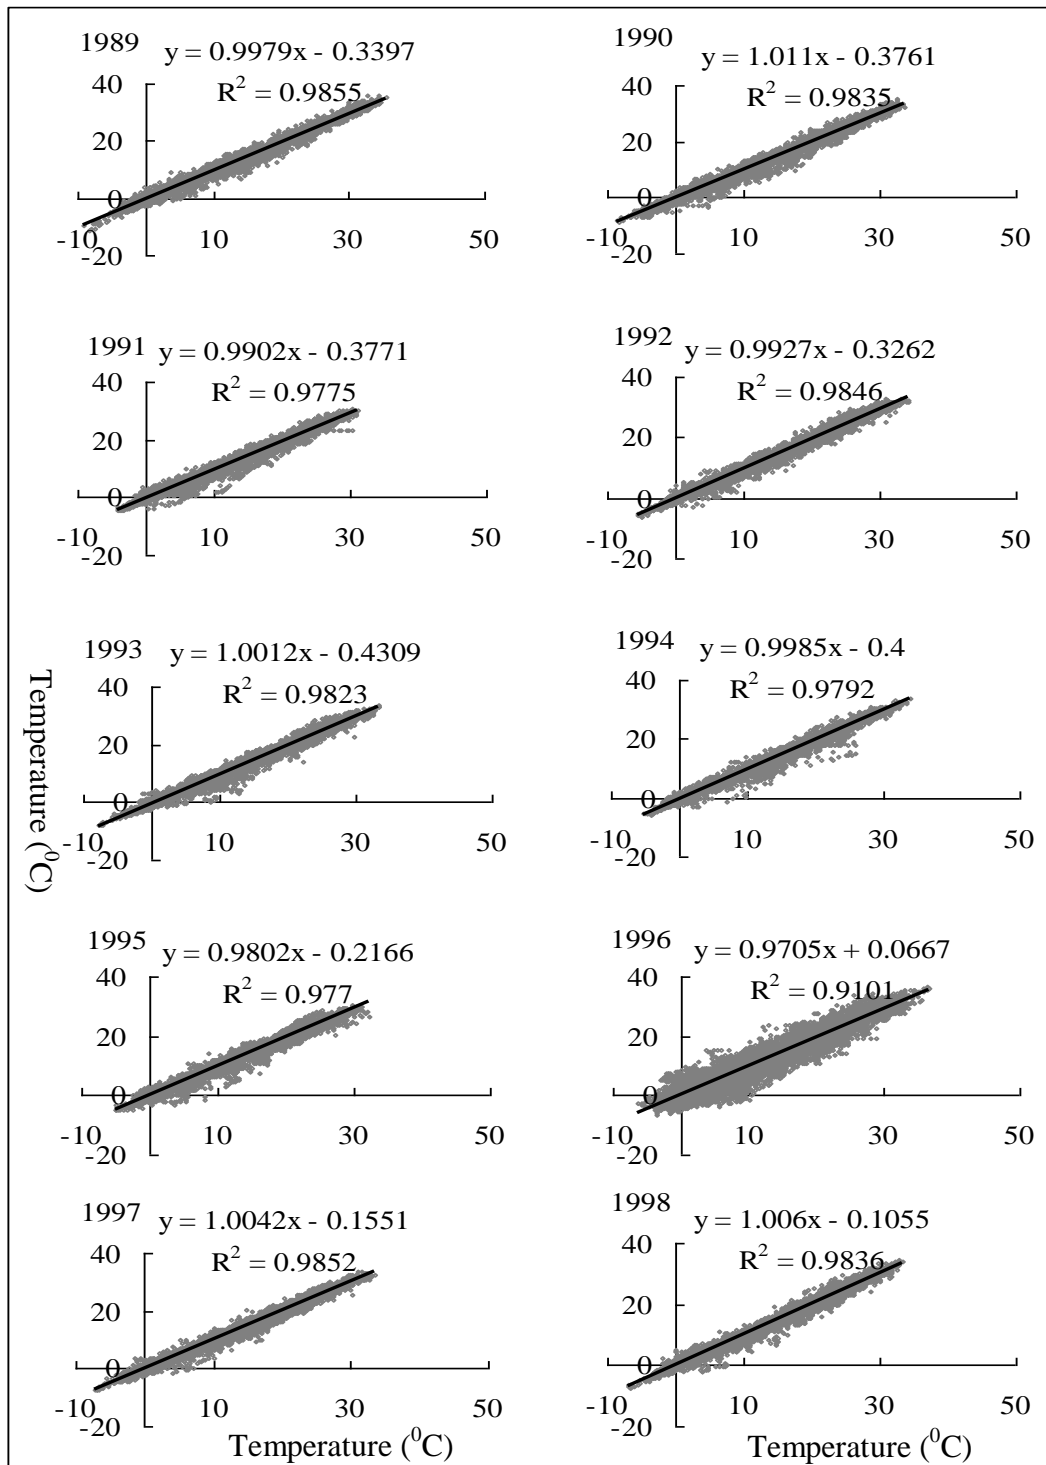 1989 y = 0.9979x - 0.3397
R² = 0.9855
40
20
0
-10 10 30 50
-20
1990 y = 1.011x - 0.3761
R² = 0.9835
40
20
0
-10 10 30 50
-20
1991 y = 0.9902x - 0.3771
R² = 0.9775
40
20
0
-10 10 30 50
-20
1992 y = 0.9927x - 0.3262
R² = 0.9846
40
20
0
-10 10 30 50
-20
1993 y = 1.0012x - 0.4309
R² = 0.9823
40
20
0
-10 10 30 50
-20
1994 y = 0.9985x - 0.4
R² = 0.9792
40
20
0
-10 10 30 50
-20
Temperature (⁰C)
1995 y = 0.9802x - 0.2166
R² = 0.977
40
20
0
-10 10 30 50
-20
1996 y = 0.9705x + 0.0667
R² = 0.9101
40
20
0
-10 10 30 50
-20
1997 y = 1.0042x - 0.1551
R² = 0.9852
40
20
0
-10 10 30 50
-20
Temperature (⁰C)
1998 y = 1.006x - 0.1055
R² = 0.9836
40
20
0
-10 10 30 50
-20
Temperature (⁰C)